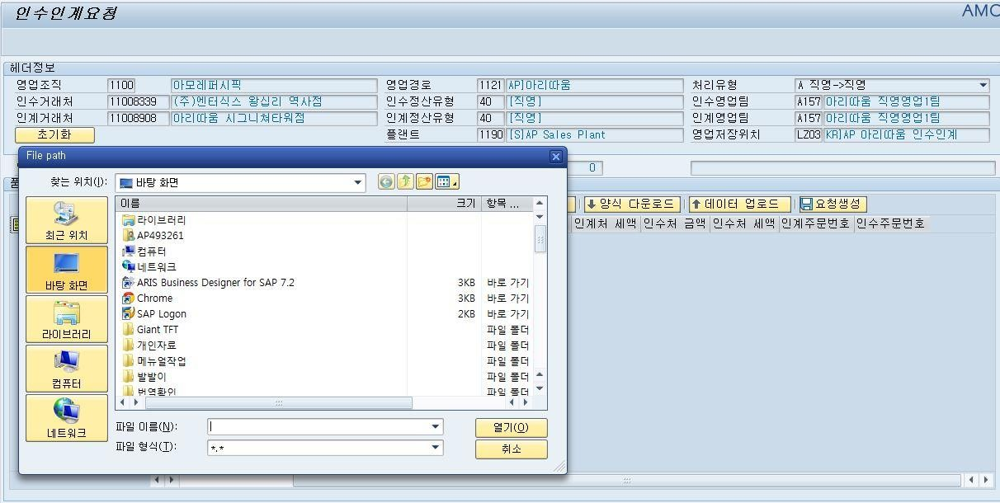 인수인계요청 AMO
헤더정보
영업조직 1100 아모레퍼시픽 영업경로 1121 AP]아리따움 처리유형 A 직영->직영
인수거래처 11008339 (주)엔터식스 왕십리 역사점 인수정산유형 40 [직영] 인수영업팀 A157 아리따움 직영영업1팀
인계거래처 11008908 아리따움 시그니쳐타워점 인계정산유형 40 [직영] 인계영업팀 A157 아리따움 직영영업1팀
초기화 플랜트 1190 [S]AP Sales Plant 영업저장위치 LZ03 KR]AP 아리따움 인수인계
File path
0
찾는 위치(I): 바탕 화면
품
이름 크기 항목 ...
양식 다운로드 데이터 업로드 요청생성
인계처 세액 인수처 금액 인수처 세액 인계주문번호 인수주문번호
최근 위치
바탕 화면
라이브러리
컴퓨터
네트워크
라이브러리
AP493261
컴퓨터
네트워크
ARIS Business Designer for SAP 7.2 3KB 바로 가기
Chrome 3KB 바로 가기
SAP Logon 2KB 바로 가기
Giant TFT 파일 폴더
개인자료 파일 폴더
메뉴얼작업 파일 폴더
발발이 파일 폴더
번역확인 파일 폴더
파일 이름(N): 열기(O)
파일 형식(T): *.* 취소